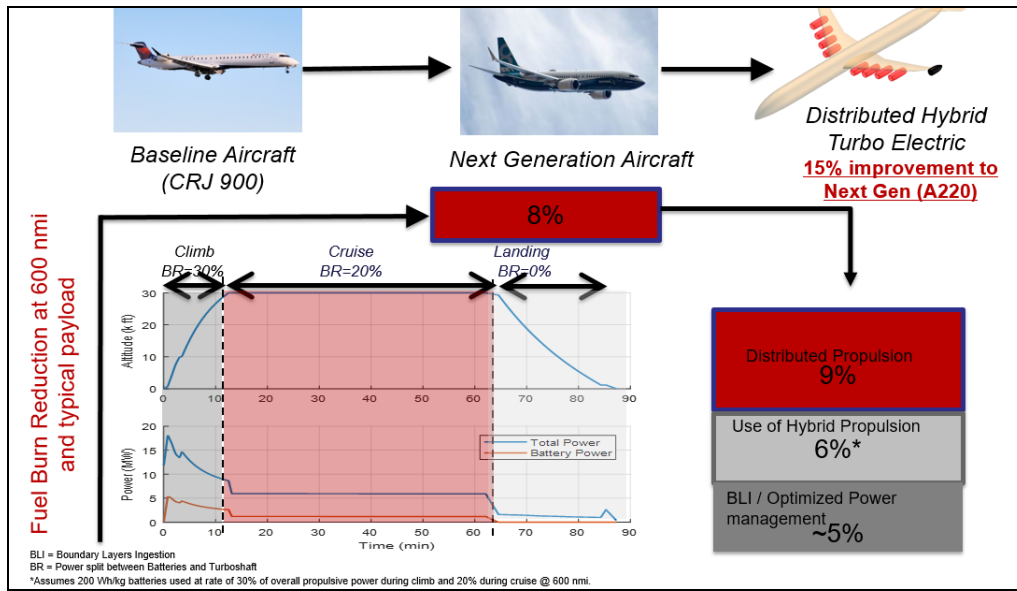 Baseline Aircraft
(CRJ 900)
Next Generation Aircraft
Distributed Hybrid
Turbo Electric
15% improvement to
Next Gen (A220)
8%
Fuel Burn Reduction at 600 nmi
and typical payload
Climb
BR=30%
Cruise
BR=20%
Landing
BR=0%
Altitude (k ft)
30
20
10
0
0 10 20 30 40 50 60 70 80 90
Power (MW)
20
15
10
5
0
Total Power
Battery Power
0 10 20 30 40 50 60 70 80 90
Time (min)
Distributed Propulsion
9%
Use of Hybrid Propulsion
6%*
BLI / Optimized Power
management
~5%
BLI = Boundary Layers Ingestion
BR = Power split between Batteries and Turboshaft
*Assumes 200 Wh/kg batteries used at rate of 30% of overall propulsive power during climb and 20% during cruise @ 600 nmi.